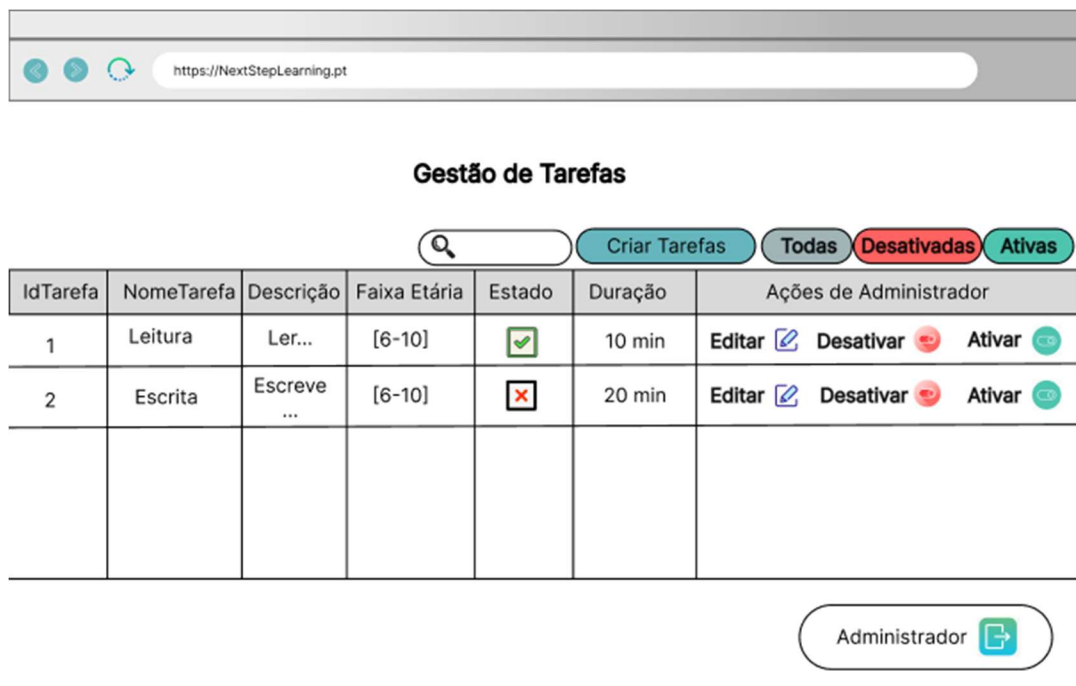 https://NextStepLearning.pt
Gestão de Tarefas
Criar Tarefas Todas Desativadas Ativas
IdTarefa NomeTarefa Descrição Faixa Etária Estado Duração Ações de Administrador
1 Leitura Ler... [6-10] 10 min Editar Desativar Ativar
2 Escrita Escreve ... [6-10] 20 min Editar Desativar Ativar
Administrador